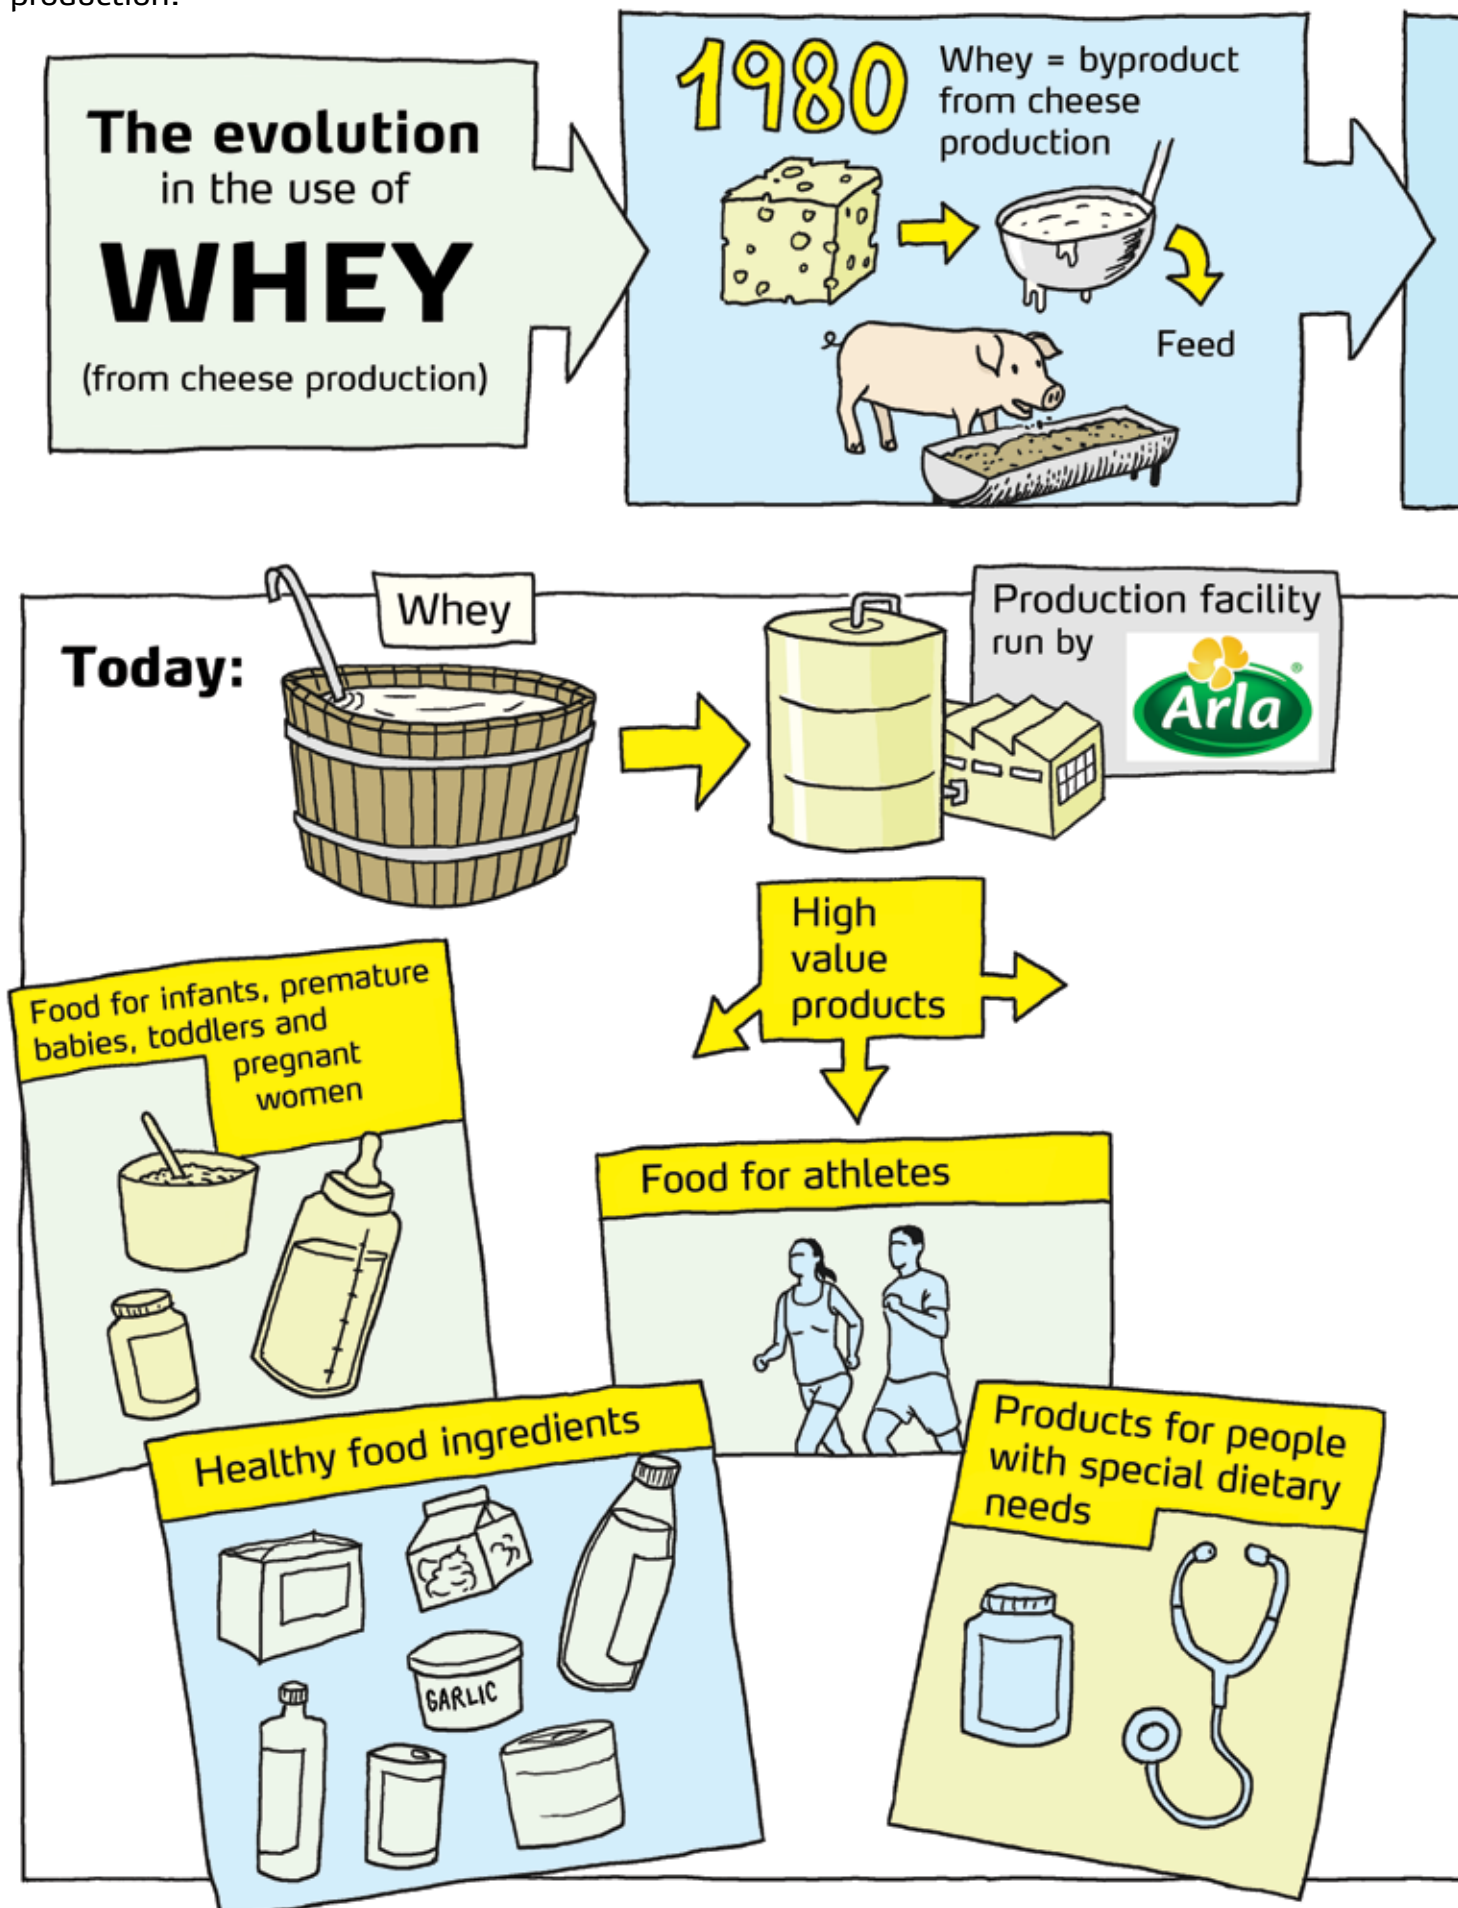 production.
The evolution
in the use of
WHEY
(from cheese production)
1980
Whey = byproduct
from cheese
production
Feed
Today:
Whey
Production facility
run by
Arla
®
High
value
products
Food for infants, premature
babies, toddlers and
pregnant
women
Food for athletes
Healthy food ingredients
GARLIC
Products for people
with special dietary
needs